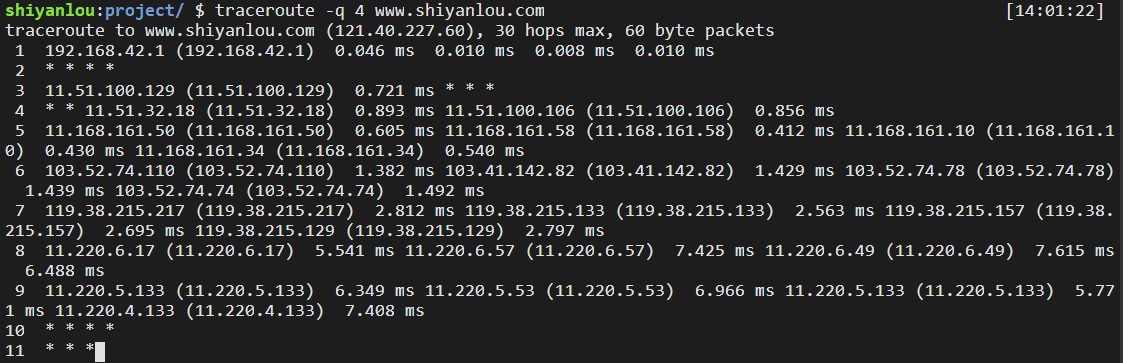 shiyanlou:project/ $ traceroute -q 4 www.shiyanlou.com [14:01:22]
traceroute to www.shiyanlou.com (121.40.227.60), 30 hops max, 60 byte packets
 1  192.168.42.1 (192.168.42.1)  0.046 ms  0.010 ms  0.008 ms  0.010 ms
 2  * * * *
 3  11.51.100.129 (11.51.100.129)  0.721 ms * * *
 4  * * 11.51.32.18 (11.51.32.18)  0.893 ms 11.51.100.106 (11.51.100.106)  0.856 ms
 5  11.168.161.50 (11.168.161.50)  0.605 ms 11.168.161.58 (11.168.161.58)  0.412 ms 11.168.161.10 (11.168.161.1
0)  0.430 ms 11.168.161.34 (11.168.161.34)  0.540 ms
 6  103.52.74.110 (103.52.74.110)  1.382 ms 103.41.142.82 (103.41.142.82)  1.429 ms 103.52.74.78 (103.52.74.78)
  1.439 ms 103.52.74.74 (103.52.74.74)  1.492 ms
 7  119.38.215.217 (119.38.215.217)  2.812 ms 119.38.215.133 (119.38.215.133)  2.563 ms 119.38.215.157 (119.38.
215.157)  2.695 ms 119.38.215.129 (119.38.215.129)  2.797 ms
 8  11.220.6.17 (11.220.6.17)  5.541 ms 11.220.6.57 (11.220.6.57)  7.425 ms 11.220.6.49 (11.220.6.49)  7.615 ms
  6.488 ms
 9  11.220.5.133 (11.220.5.133)  6.349 ms 11.220.5.53 (11.220.5.53)  6.966 ms 11.220.5.133 (11.220.5.133)  5.77
1 ms 11.220.4.133 (11.220.4.133)  7.408 ms
10  * * * *
11  * * *